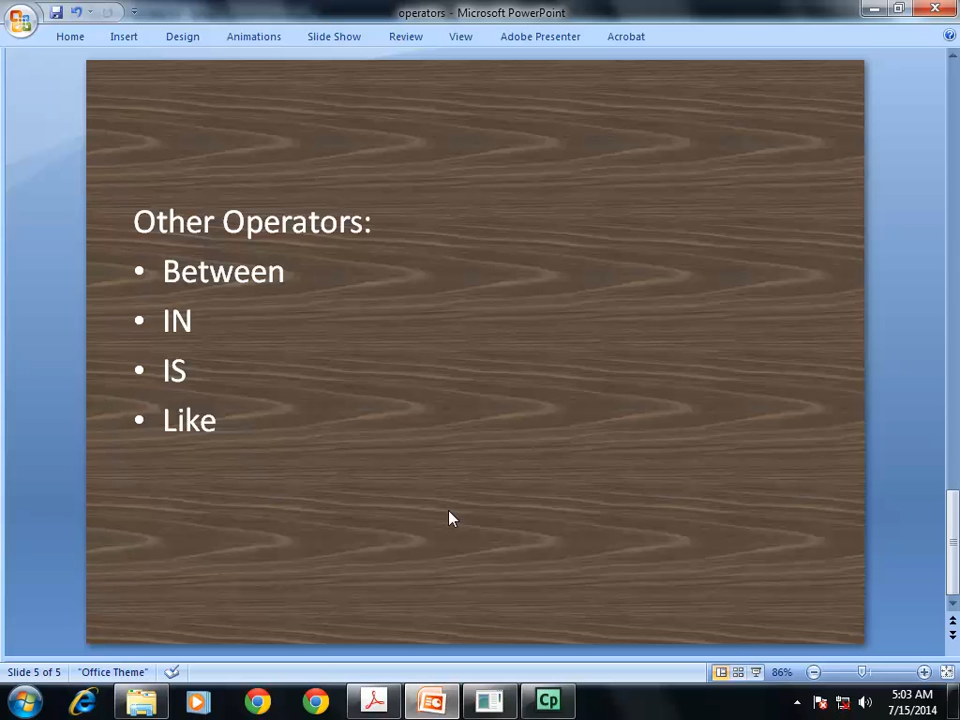 operators - Microsoft PowerPoint
Home Insert Design Animations Slide Show Review View Adobe Presenter Acrobat
Other Operators:
• Between
• IN
• IS
• Like
Slide 5 of 5 "Office Theme" 86%
Cp 5:03 AM
7/15/2014